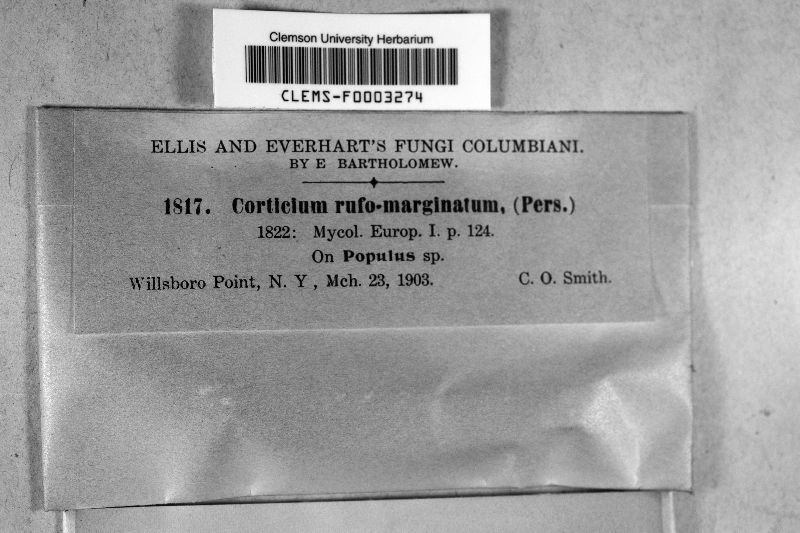 Clemson University Herbarium
CLEMS-F0003274
ELLIS AND EVERHART'S FUNGI COLUMBIANI.
BY E BARTHOLOMEW.
1817. Corticium rufo-marginatum, (Pers.)
1822: Mycol. Europ. I. p. 124.
On Populus sp.
Willsboro Point, N. Y , Mch. 23, 1903. C. O. Smith.